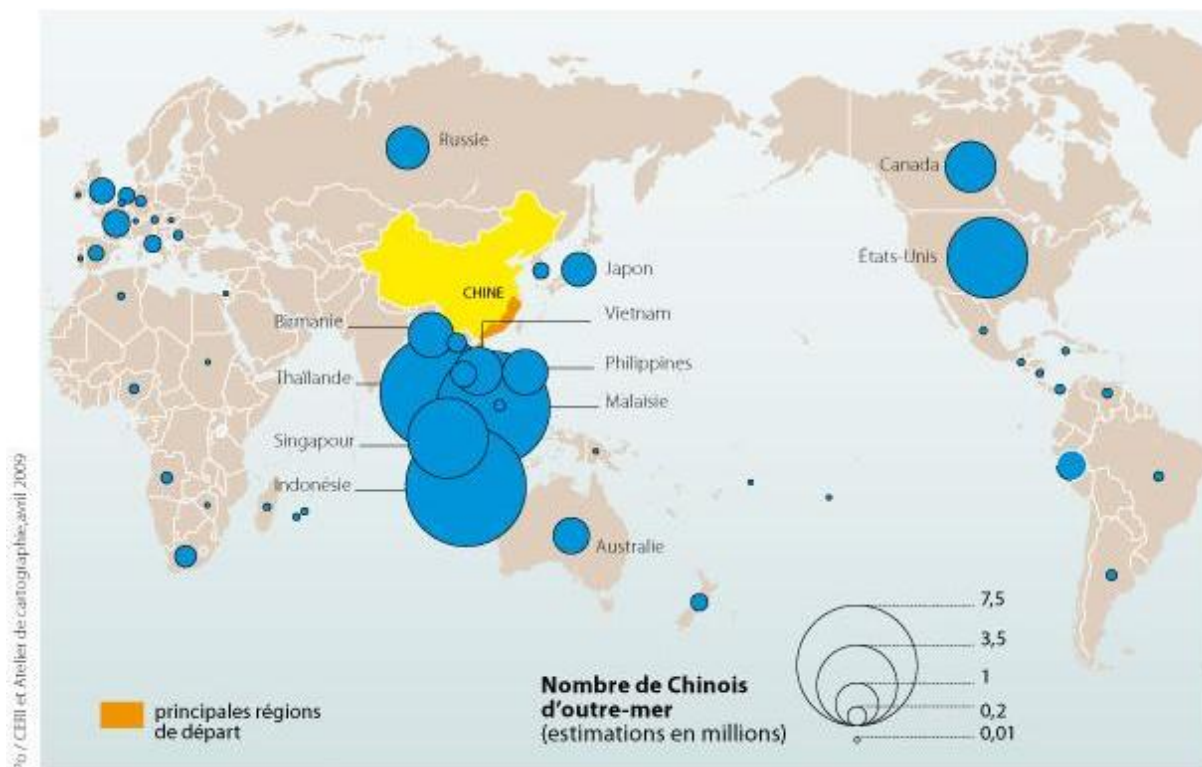 Russie
Canada
États-Unis
Japon
CHINE
Vietnam
Birmanie
Philippines
Thaïlande
Malaisie
Singapour
Indonésie
Australie
7,5
3,5
1
0,2
0,01
Nombre de Chinois
d'outre-mer
(estimations en millions)
principales régions
de départ
Po / CERI et Atelier de cartographie,avril 2009